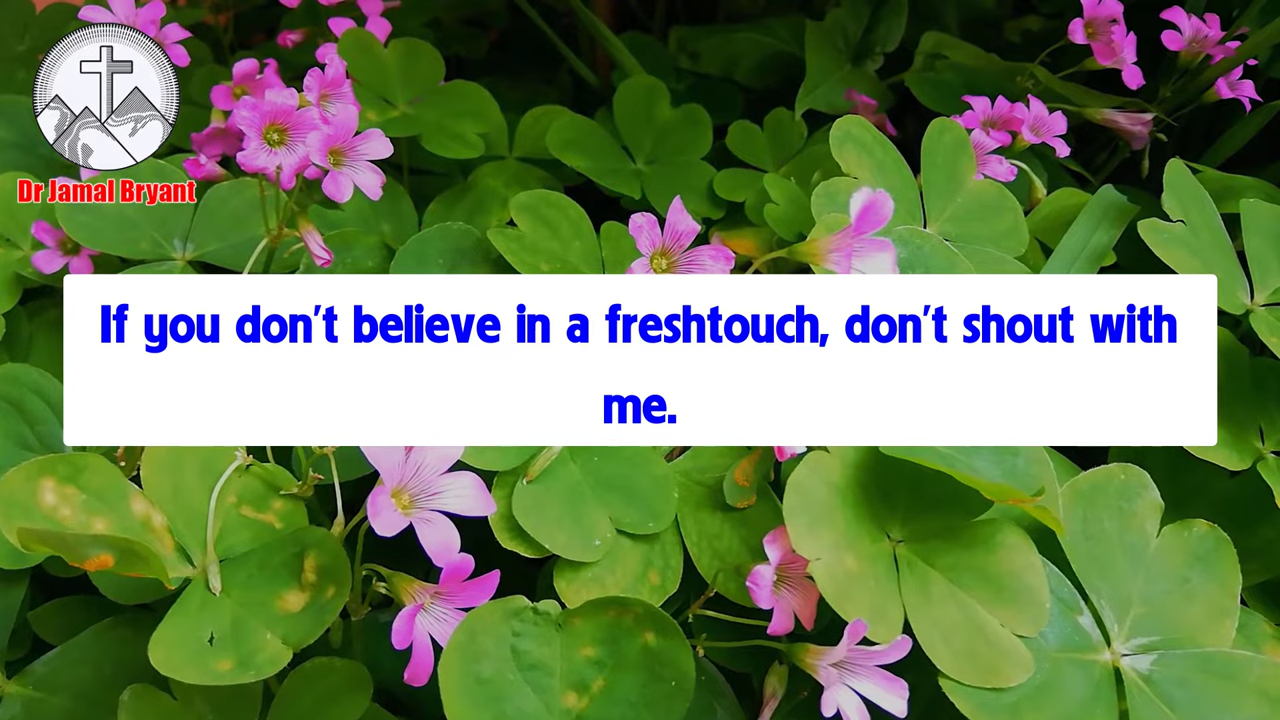 Dr Jamal Bryant
If you don't believe in a freshtouch, don't shout with
me.